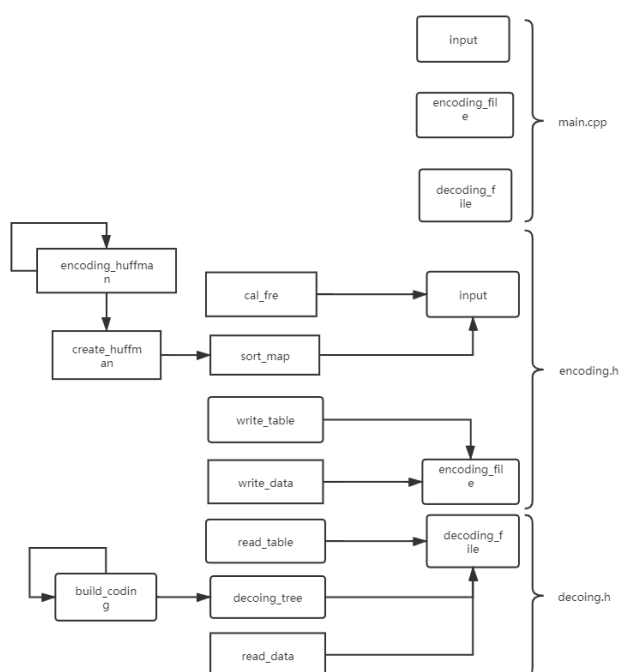 input
encoding_fil
e
main.cpp
decoding_f
ile
encoding_huffma
n
cal_fre
input
create_huffm
an
sort_map
encoding.h
write_table
write_data
encoding_fil
e
read_table
decoding_f
ile
build_codin
g
decoing_tree
decoing.h
read_data